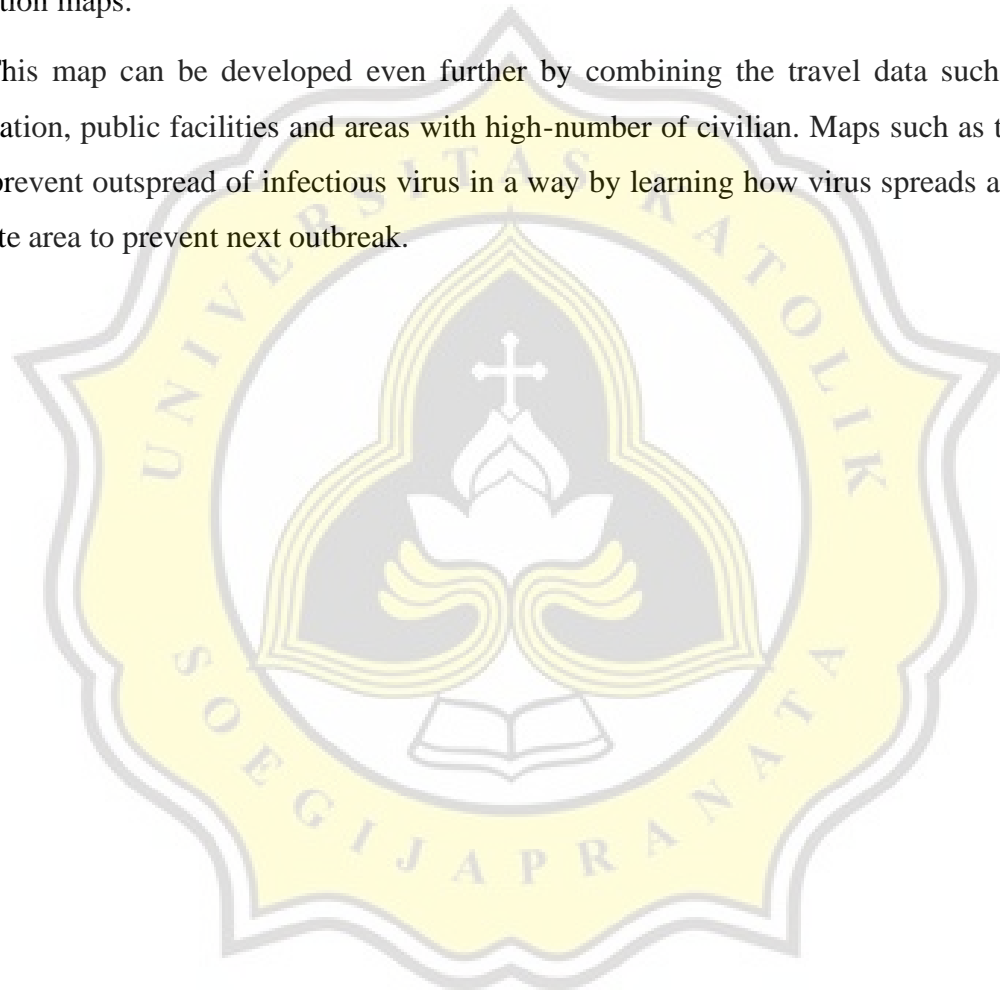 tion maps.
his map can be developed even further by combining the travel data such
ation, public facilities and areas with high-number of civilian. Maps such as t
prevent outspread of infectious virus in a way by learning how virus spreads a
te area to prevent next outbreak.
UNIVERSITAS KATOLIK
SOEGIJAPRANATA